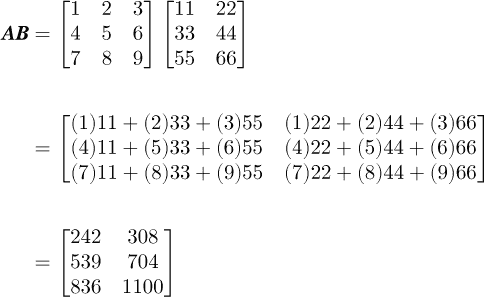 AB = [1 2 3; 4 5 6; 7 8 9] [11 22; 33 44; 55 66]
= [(1)11 + (2)33 + (3)55 (1)22 + (2)44 + (3)66; (4)11 + (5)33 + (6)55 (4)22 + (5)44 + (6)66; (7)11 + (8)33 + (9)55 (7)22 + (8)44 + (9)66]
= [242 308; 539 704; 836 1100]